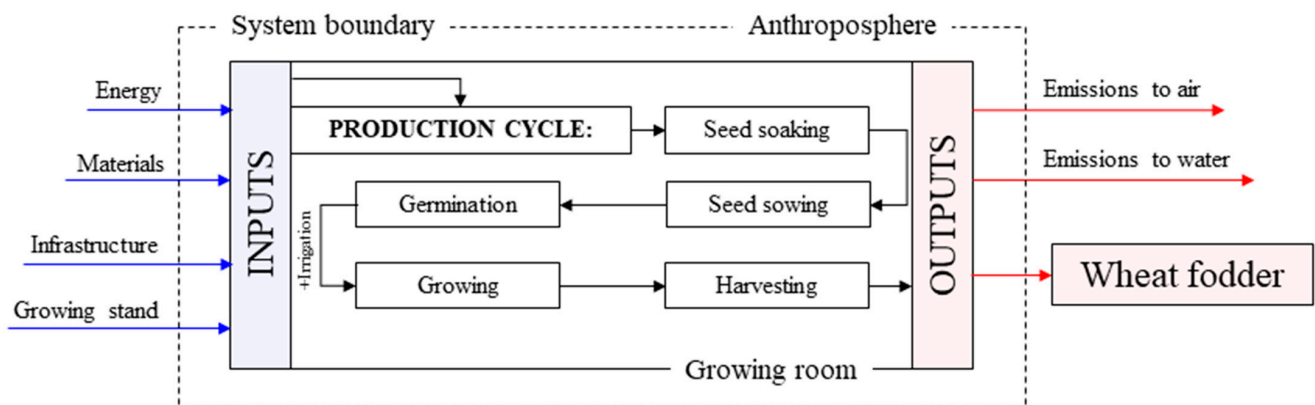 System boundary
Anthroposphere
Energy
Materials
Infrastructure
Growing stand
INPUTS
PRODUCTION CYCLE:
Seed soaking
Seed sowing
Germination
+Irrigation
Growing
Harvesting
Growing room
OUTPUTS
Emissions to air
Emissions to water
Wheat fodder